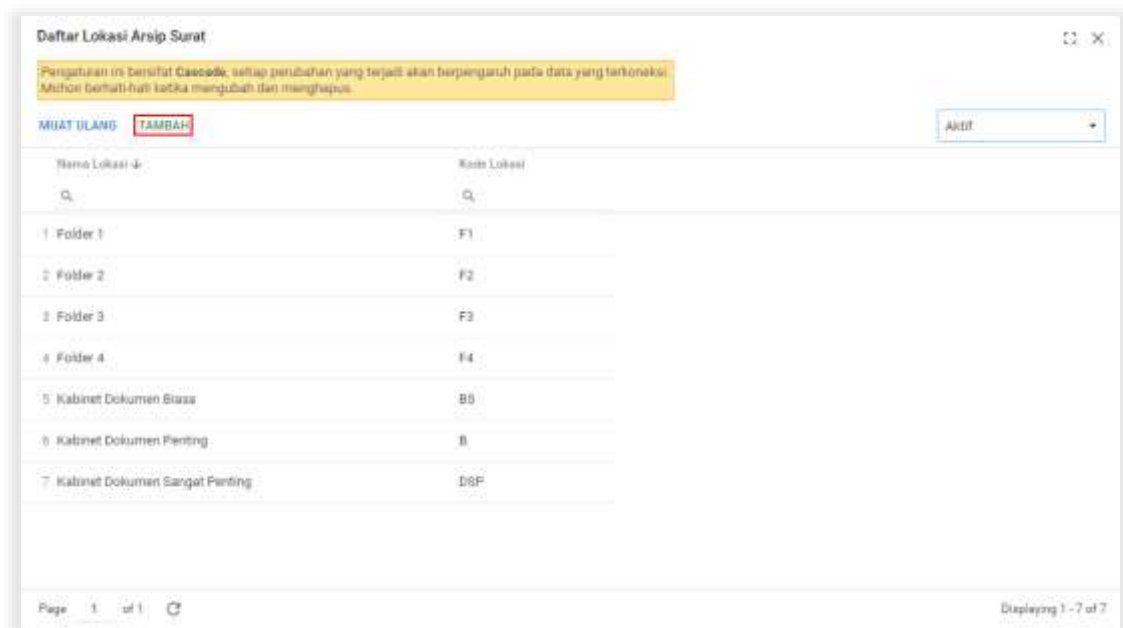 Daftar Lokasi Arsip Surat
Pengaturan ini bersifat Cascade, setiap perubahan yang terjadi akan berpengaruh pada data yang terkoneksi.
Mohon berhati-hati ketika mengubah dan menghapus.
MUAT ULANG TAMBAH Aktif
Nama Lokasi Kode Lokasi
1 Folder 1 F1
2 Folder 2 F2
3 Folder 3 F3
4 Folder 4 F4
5 Kabinet Dokumen Biasa
6 Kabinet Dokumen Penting B
7 Kabinet Dokumen Sangat Penting DSP
Page 1 of 1 Displaying 1 - 7 of 7